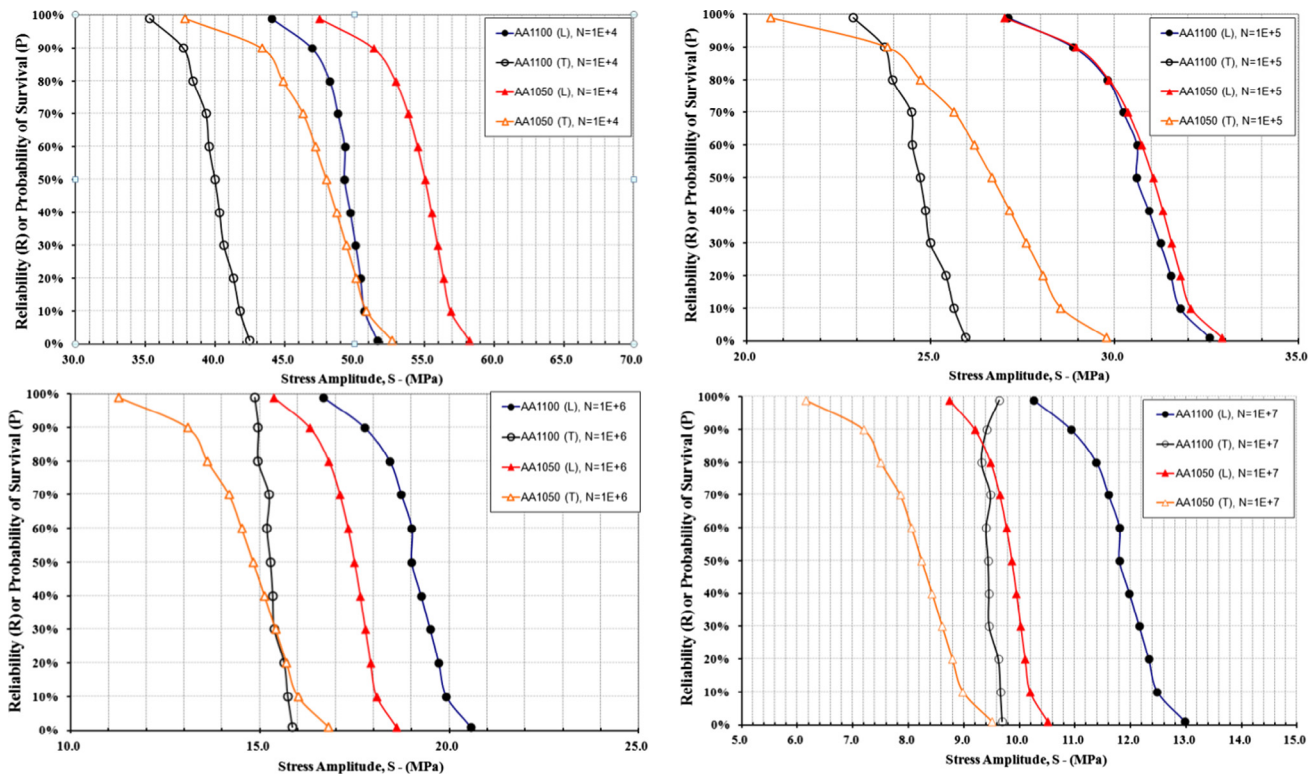 Reliability (R) or Probability of Survival (P)
100%
90%
80%
70%
60%
50%
40%
30%
20%
10%
0%
30.0 35.0 40.0 45.0 50.0 55.0 60.0 65.0 70.0
Stress Amplitude, S - (MPa)
AA1100 (L), N=1E+4
AA1100 (T), N=1E+4
AA1050 (L), N=1E+4
AA1050 (T), N=1E+4
Reliability (R) or Probability of Survival (P)
100%
90%
80%
70%
60%
50%
40%
30%
20%
10%
0%
20.0 25.0 30.0 35.0
Stress Amplitude, S - (MPa)
AA1100 (L), N=1E+5
AA1100 (T), N=1E+5
AA1050 (L), N=1E+5
AA1050 (T), N=1E+5
Reliability (R) or Probability of Survival (P)
100%
90%
80%
70%
60%
50%
40%
30%
20%
10%
0%
10.0 15.0 20.0 25.0
Stress Amplitude, S - (MPa)
AA1100 (L), N=1E+6
AA1100 (T), N=1E+6
AA1050 (L), N=1E+6
AA1050 (T), N=1E+6
Reliability (R) or Probability of Survival (P)
100%
90%
80%
70%
60%
50%
40%
30%
20%
10%
0%
5.0 6.0 7.0 8.0 9.0 10.0 11.0 12.0 13.0 14.0 15.0
Stress Amplitude, S - (MPa)
AA1100 (L), N=1E+7
AA1100 (T), N=1E+7
AA1050 (L), N=1E+7
AA1050 (T), N=1E+7